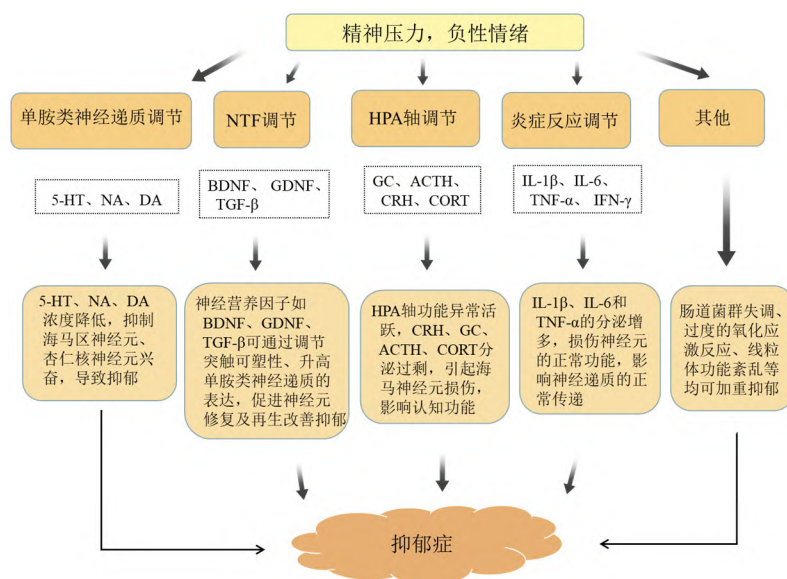 精神压力，负性情绪
单胺类神经递质调节
NTF调节
HPA轴调节
炎症反应调节
其他
5-HT、NA、DA
BDNF、 GDNF、
TGF-β
GC、ACTH、
CRH、CORT
IL-1β、IL-6、
TNF-α、 IFN-γ
5-HT、NA、DA
浓度降低，抑制
海马区神经元、
杏仁核神经元兴
奋，导致抑郁
神经营养因子如
BDNF、GDNF、
TGF-β可通过调节
突触可塑性、升高
单胺类神经递质的
表达，促进神经元
修复及再生改善抑郁
HPA轴功能异常活
跃，CRH、GC、
ACTH、CORT分
泌过剩，引起海
马神经元损伤，
影响认知功能
IL-1β、IL-6和
TNF-α的分泌增
多，损伤神经元
的正常功能，影
响神经递质的正
常传递
肠道菌群失调、
过度的氧化应
激反应、线粒
体功能紊乱等
均可加重抑郁
抑郁症